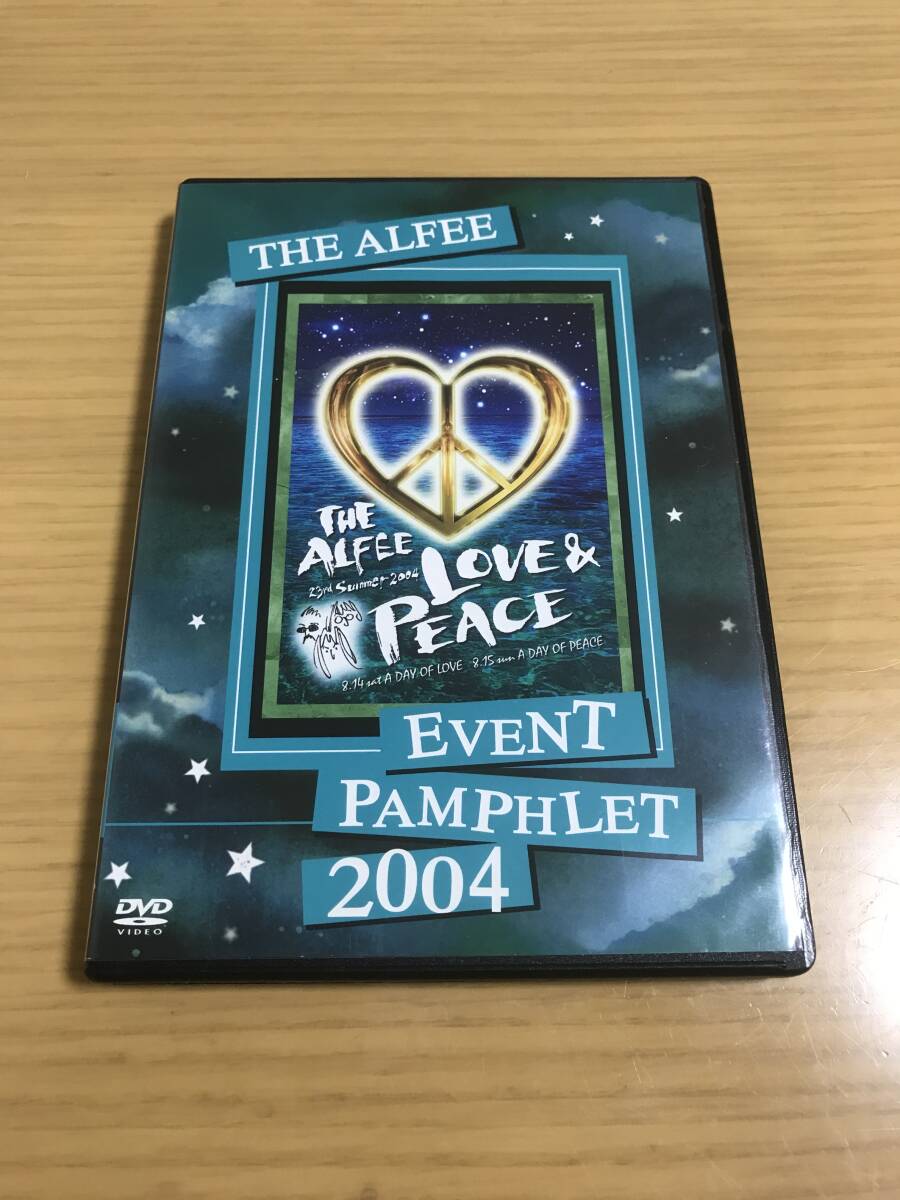 THE ALFEE
THE
ALFEE
23rd Summer 2004
LOVE &
PEACE
8.14 sat A DAY OF LOVE 8.15 sun A DAY OF PEACE
EVENT
PAMPHLET
2004
DVD
VIDEO